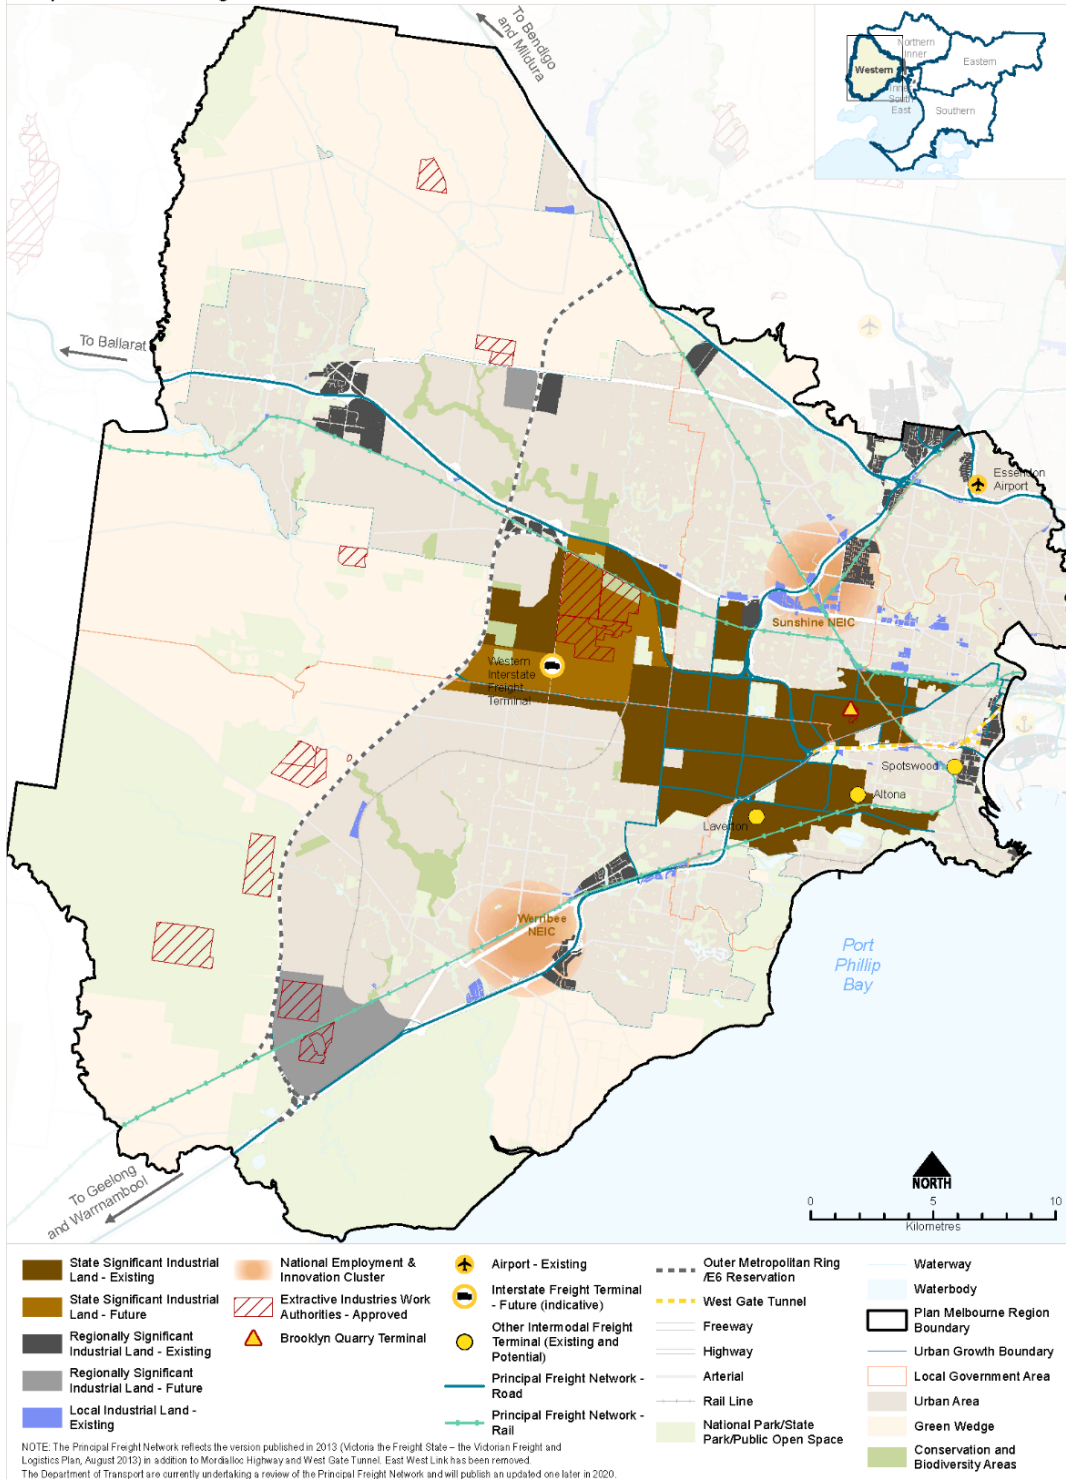 To Bendigo
and Mildura
Northern
Inner
Western
Eastern
Inner
South
East
Southern
To Ballarat
Essendon
Airport
Sunshine NEIC
Western
Interstate
Freight
Terminal
Spotswood
Altona
Laverton
Werribee
NEIC
Port
Phillip
Bay
To Geelong
and Warrnambool
NORTH
0 5 10
Kilometres
State Significant Industrial
Land - Existing
State Significant Industrial
Land - Future
Regionally Significant
Industrial Land - Existing
Regionally Significant
Industrial Land - Future
Local Industrial Land -
Existing
National Employment &
Innovation Cluster
Extractive Industries Work
Authorities - Approved
Brooklyn Quarry Terminal
Airport - Existing
Interstate Freight Terminal
- Future (indicative)
Other Intermodal Freight
Terminal (Existing and
Potential)
Principal Freight Network -
Road
Principal Freight Network -
Rail
Outer Metropolitan Ring
/E6 Reservation
West Gate Tunnel
Freeway
Highway
Arterial
Rail Line
National Park/State
Park/Public Open Space
Waterway
Waterbody
Plan Melbourne Region
Boundary
Urban Growth Boundary
Local Government Area
Urban Area
Green Wedge
Conservation and
Biodiversity Areas
NOTE: The Principal Freight Network reflects the version published in 2013 (Victoria the Freight State – the Victorian Freight and
Logistics Plan, August 2013) in addition to Mordialloc Highway and West Gate Tunnel. East West Link has been removed.
The Department of Transport are currently undertaking a review of the Principal Freight Network and will publish an updated one later in 2020.